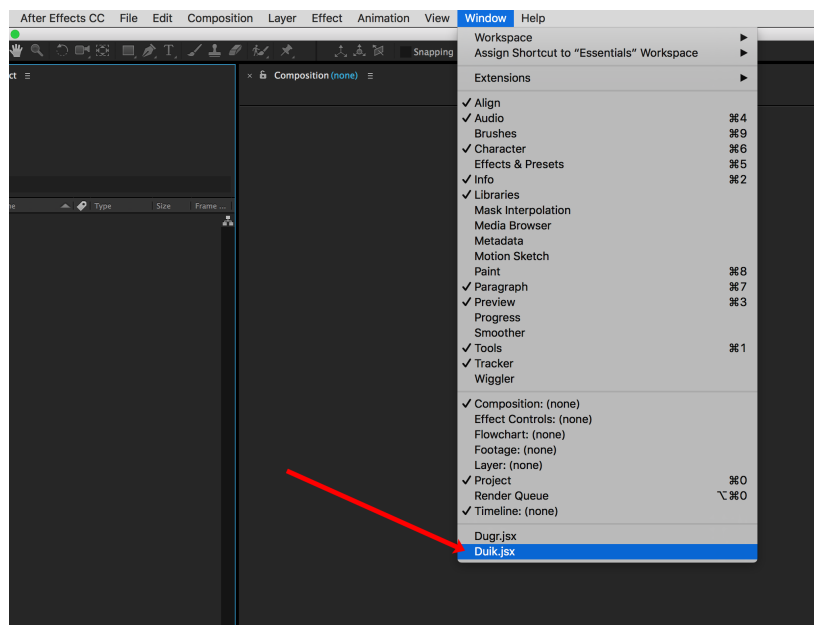 After Effects CC File Edit Composition Layer Effect Animation View Window Help
Snapping
ct
Composition (none)
Type Size Frame ...
Workspace
Assign Shortcut to “Essentials” Workspace
Extensions
Align
Audio ⌘4
Brushes ⌘9
Character ⌘6
Effects & Presets ⌘5
Info ⌘2
Libraries
Mask Interpolation
Media Browser
Metadata
Motion Sketch
Paint ⌘8
Paragraph ⌘7
Preview ⌘3
Progress
Smoother
Tools ⌘1
Tracker
Wiggler
Composition: (none)
Effect Controls: (none)
Flowchart: (none)
Footage: (none)
Layer: (none)
Project ⌘0
Render Queue ⌥⌘0
Timeline: (none)
Dugr.jsx
Duik.jsx